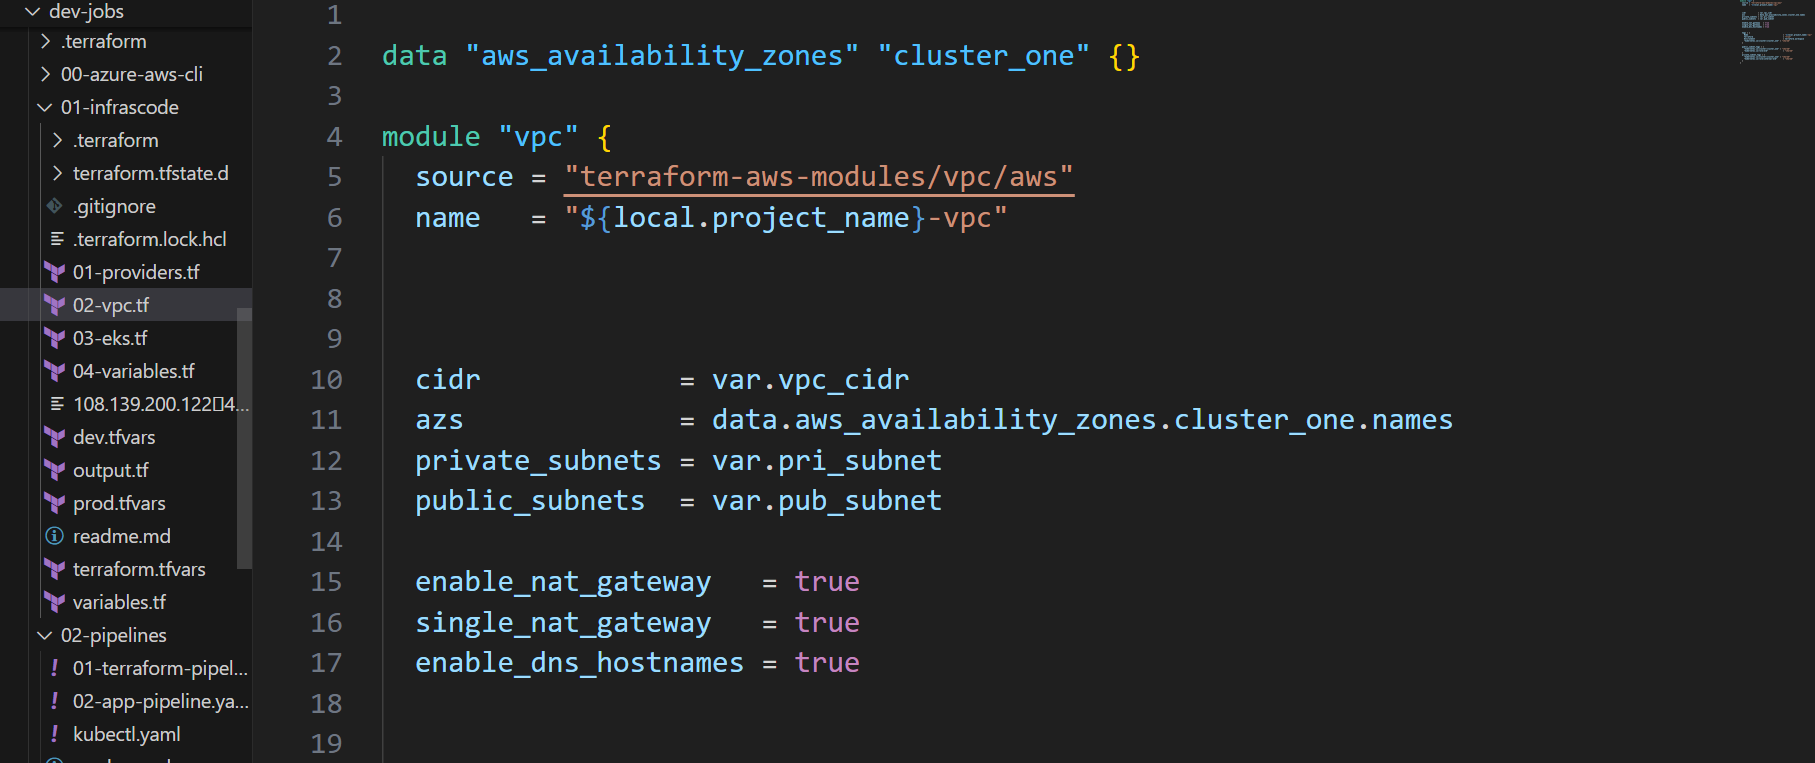 dev-jobs
.terraform
00-azure-aws-cli
01-infrascode
.terraform
terraform.tfstate.d
.gitignore
.terraform.lock.hcl
01-providers.tf
02-vpc.tf
03-eks.tf
04-variables.tf
108.139.200.122▯4...
dev.tfvars
output.tf
prod.tfvars
readme.md
terraform.tfvars
variables.tf
02-pipelines
01-terraform-pipel...
02-app-pipeline.ya...
kubectl.yaml
1
2 data "aws_availability_zones" "cluster_one" {}
3
4 module "vpc" {
5 source = "terraform-aws-modules/vpc/aws"
6 name = "${local.project_name}-vpc"
7
8
9
10 cidr = var.vpc_cidr
11 azs = data.aws_availability_zones.cluster_one.names
12 private_subnets = var.pri_subnet
13 public_subnets = var.pub_subnet
14
15 enable_nat_gateway = true
16 single_nat_gateway = true
17 enable_dns_hostnames = true
18
19